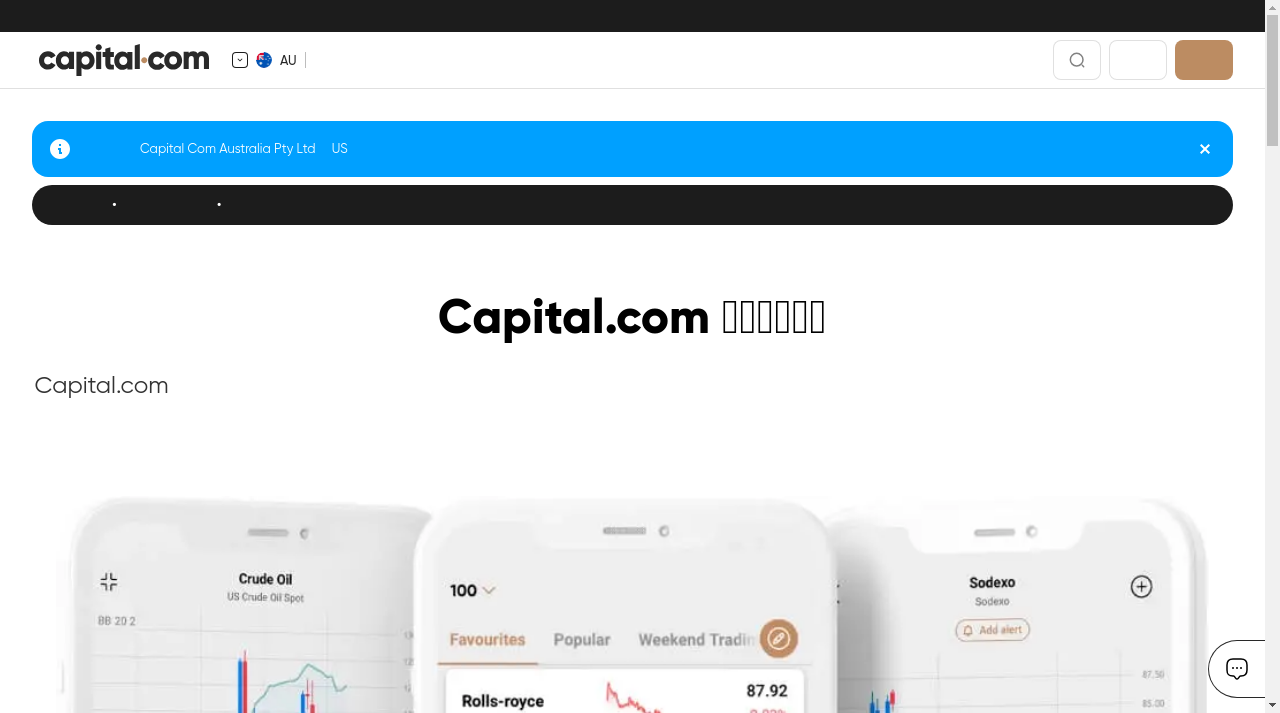 capital.com
AU
Capital Com Australia Pty Ltd US
Capital.com
Capital.com
Crude Oil
US Crude Oil Spot
BB 20 2
100
Favourites Popular Weekend Tradin
Rolls-royce
87.92
Sodexo
Sodexo
Add alert
87.50
85.00